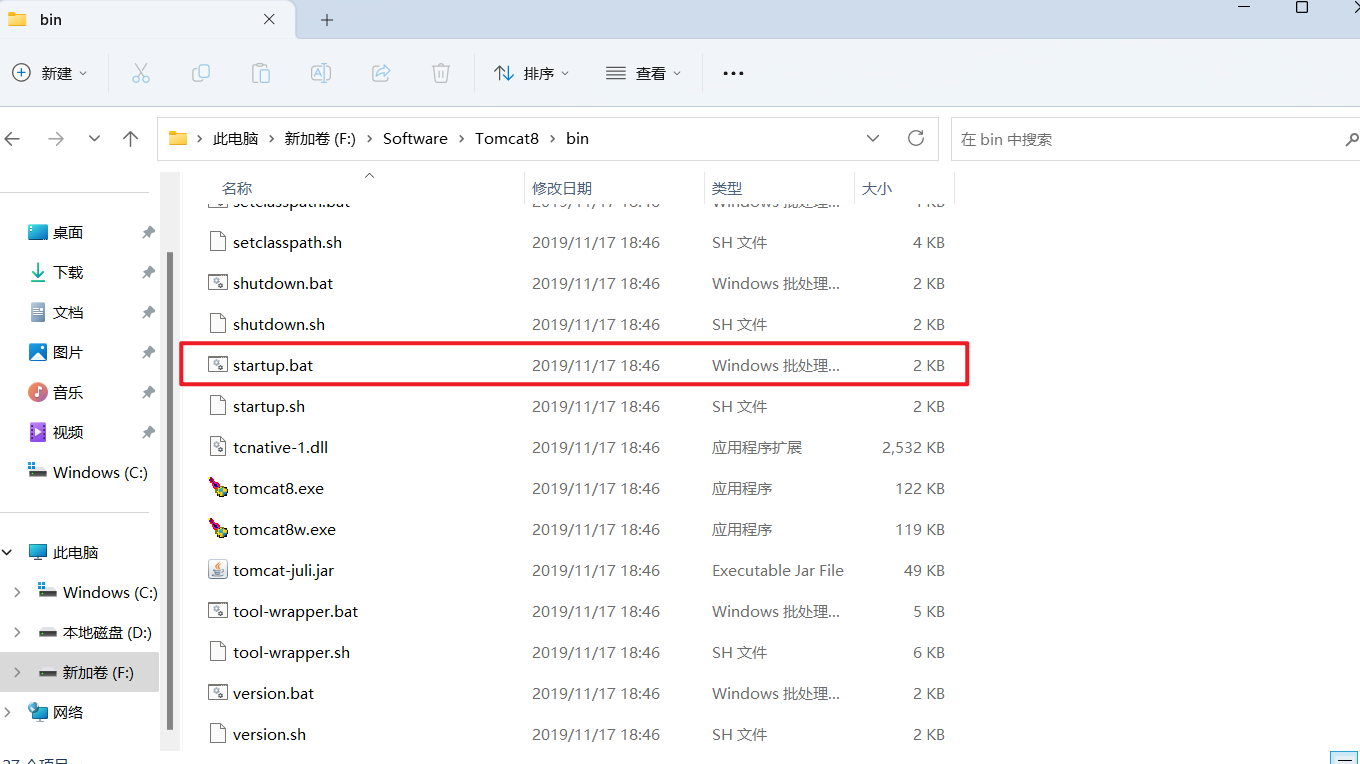 bin
新建
排序
查看
此电脑 新加卷 (F:) Software Tomcat8 bin
在 bin 中搜索
名称 修改日期 类型 大小
setclasspath.bat 2019/11/17 18:46 Windows 批处理... 4 KB
setclasspath.sh 2019/11/17 18:46 SH 文件 4 KB
shutdown.bat 2019/11/17 18:46 Windows 批处理... 2 KB
shutdown.sh 2019/11/17 18:46 SH 文件 2 KB
startup.bat 2019/11/17 18:46 Windows 批处理... 2 KB
startup.sh 2019/11/17 18:46 SH 文件 2 KB
tcnative-1.dll 2019/11/17 18:46 应用程序扩展 2,532 KB
tomcat8.exe 2019/11/17 18:46 应用程序 122 KB
tomcat8w.exe 2019/11/17 18:46 应用程序 119 KB
tomcat-juli.jar 2019/11/17 18:46 Executable Jar File 49 KB
tool-wrapper.bat 2019/11/17 18:46 Windows 批处理... 5 KB
tool-wrapper.sh 2019/11/17 18:46 SH 文件 6 KB
version.bat 2019/11/17 18:46 Windows 批处理... 2 KB
version.sh 2019/11/17 18:46 SH 文件 2 KB
桌面
下载
文档
图片
音乐
视频
Windows (C:)
此电脑
Windows (C:)
本地磁盘 (D:)
新加卷 (F:)
网络
27 个项目